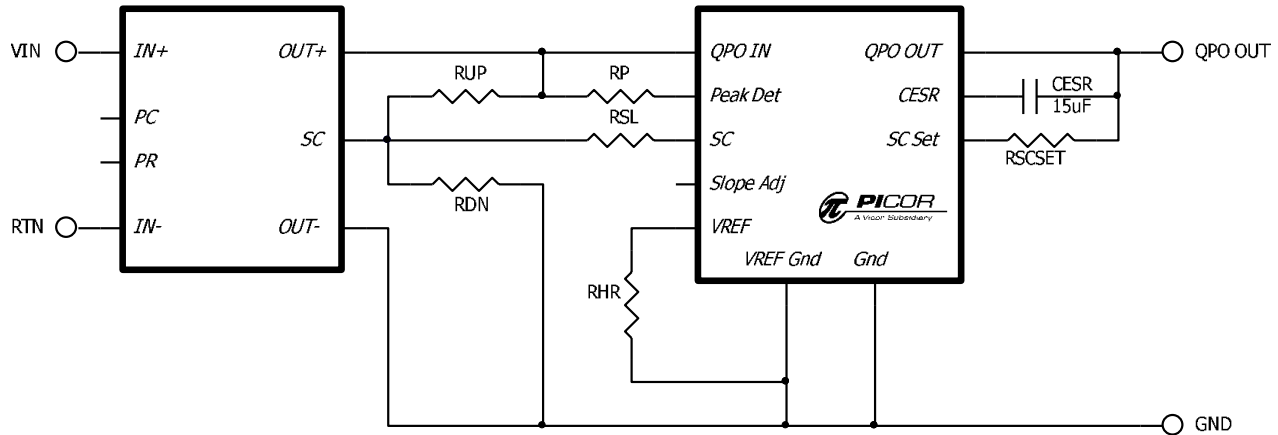 VIN
IN+
OUT+
PC
SC
PR
RTN
IN-
OUT-
RUP
RP
RSL
RDN
QPO IN
QPO OUT
Peak Det
CESR
SC
SC Set
Slope Adj
PICOR
A Vicor Subsidiary
VREF
VREF Gnd
Gnd
RHR
CESR
15uF
RSCSET
QPO OUT
GND